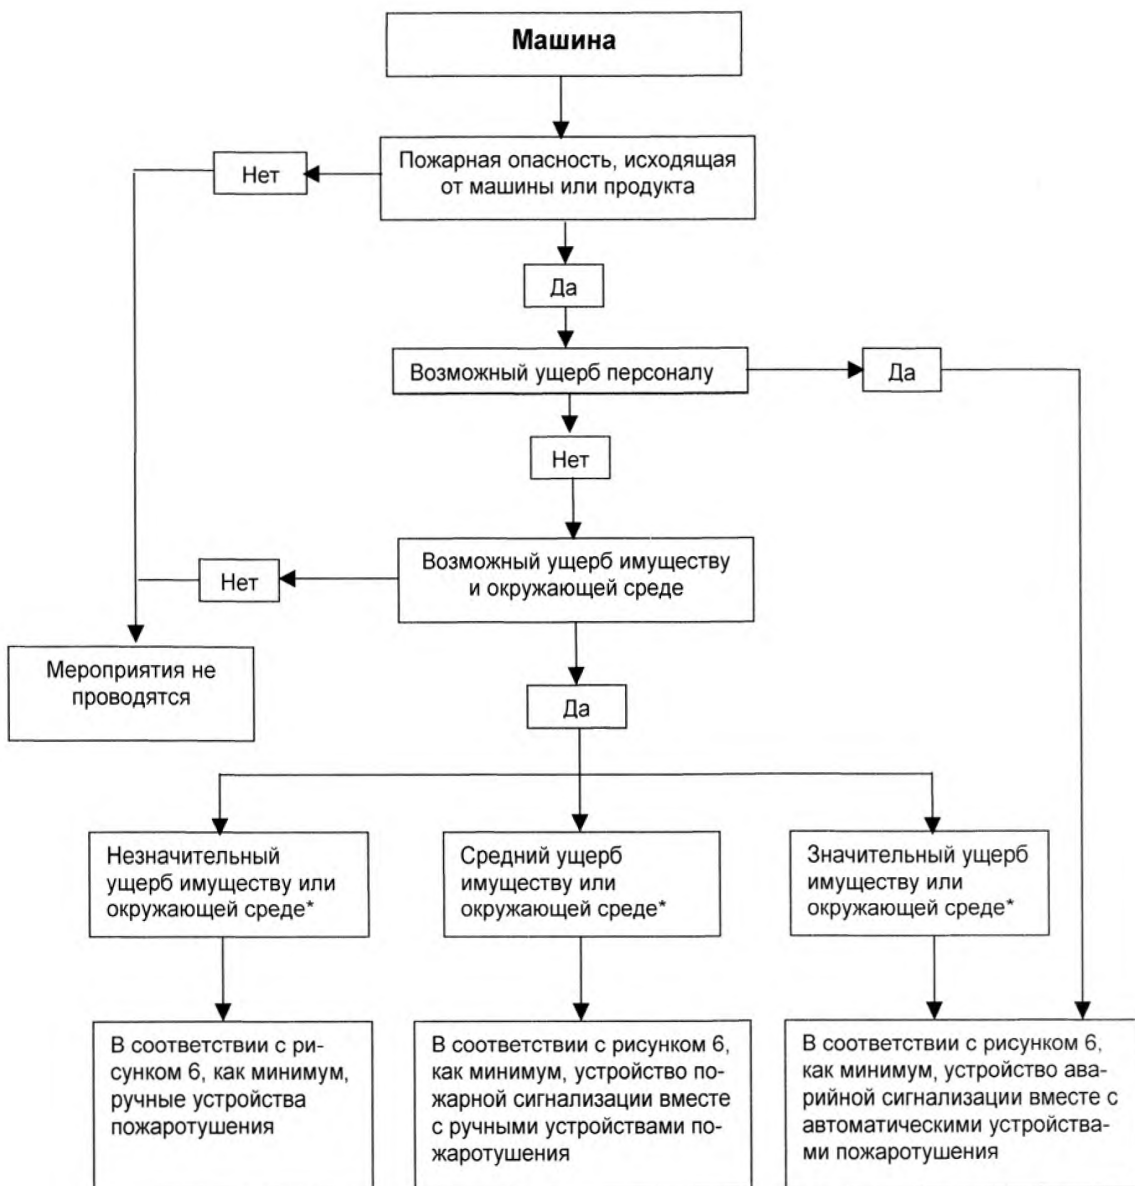 Машина
Пожарная опасность, исходящая
от машины или продукта
Нет
Да
Возможный ущерб персоналу
Да
Нет
Возможный ущерб имуществу
и окружающей среде
Нет
Мероприятия не
проводятся
Да
Незначительный
ущерб имуществу или
окружающей среде*
Средний ущерб
имуществу или
окружающей среде*
Значительный ущерб
имуществу или
окружающей среде*
В соответствии с ри-
сунком 6, как минимум,
ручные устройства
пожаротушения
В соответствии с рисунком 6,
как минимум, устройство по-
жарной сигнализации вместе
с ручными устройствами по-
жаротушения
В соответствии с рисунком 6,
как минимум, устройство ава-
рийной сигнализации вместе с
автоматическими устройства-
ми пожаротушения